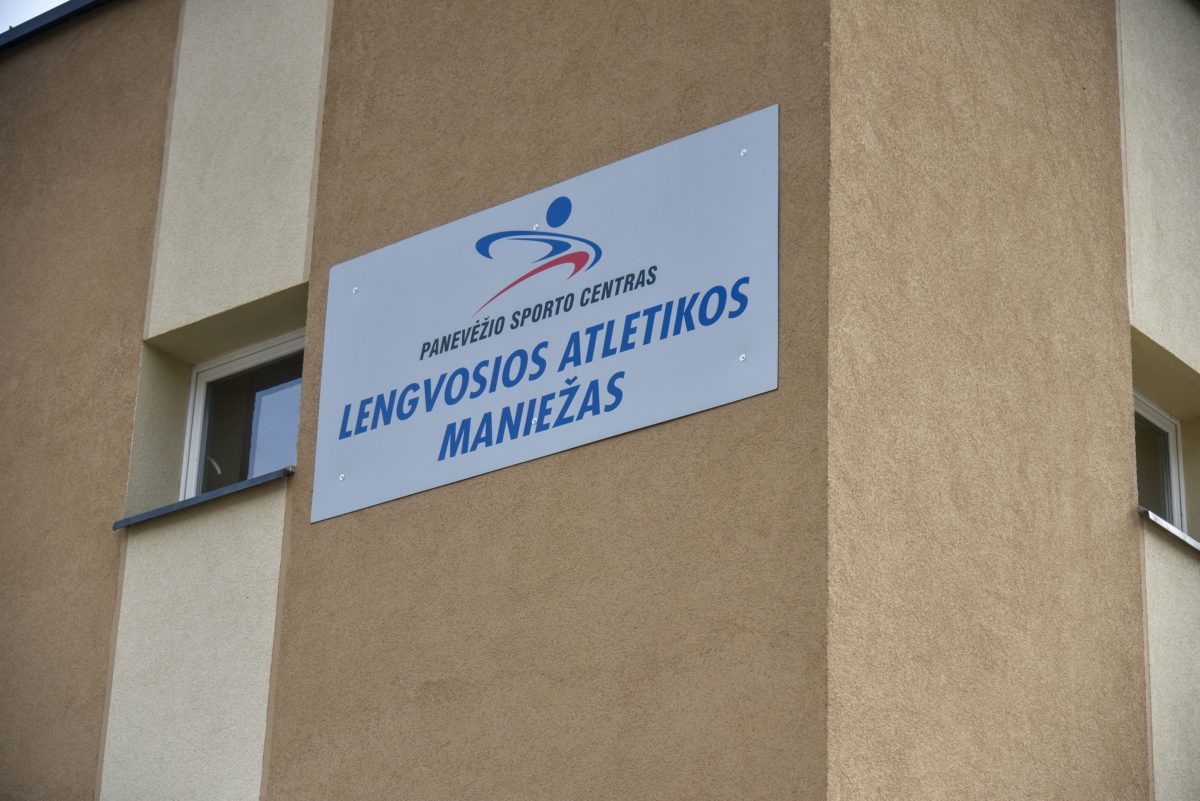 PANEVĖŽIO SPORTO CENTRAS
LENGVOSIOS ATLETIKOS
MANIEŽAS